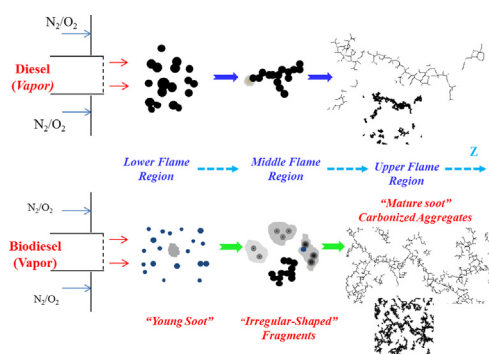 N2/O2
Diesel
(Vapor)
N2/O2
Z
Lower Flame
Region
Middle Flame
Region
Upper Flame
Region
"Mature soot"
Carbonized Aggregates
N2/O2
Biodiesel
(Vapor)
N2/O2
"Young Soot"
"Irregular-Shaped"
Fragments